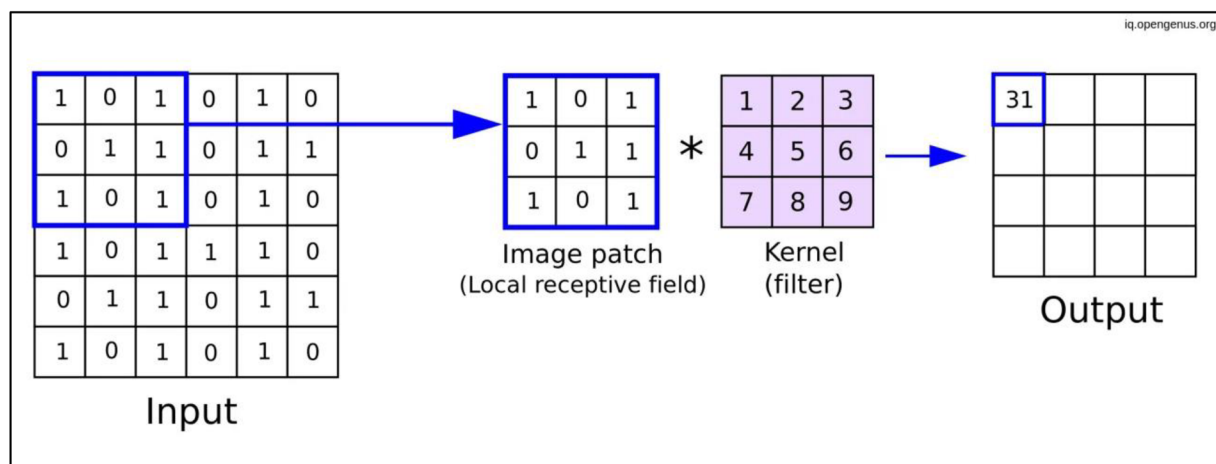 iq.opengenus.org
1 0 1 0 1 0
0 1 1 0 1 1
1 0 1 0 1 0
1 0 1 1 1 0
0 1 1 0 1 1
1 0 1 0 1 0
Input
1 0 1
0 1 1
1 0 1
Image patch
(Local receptive field)
*
1 2 3
4 5 6
7 8 9
Kernel
(filter)
31
Output